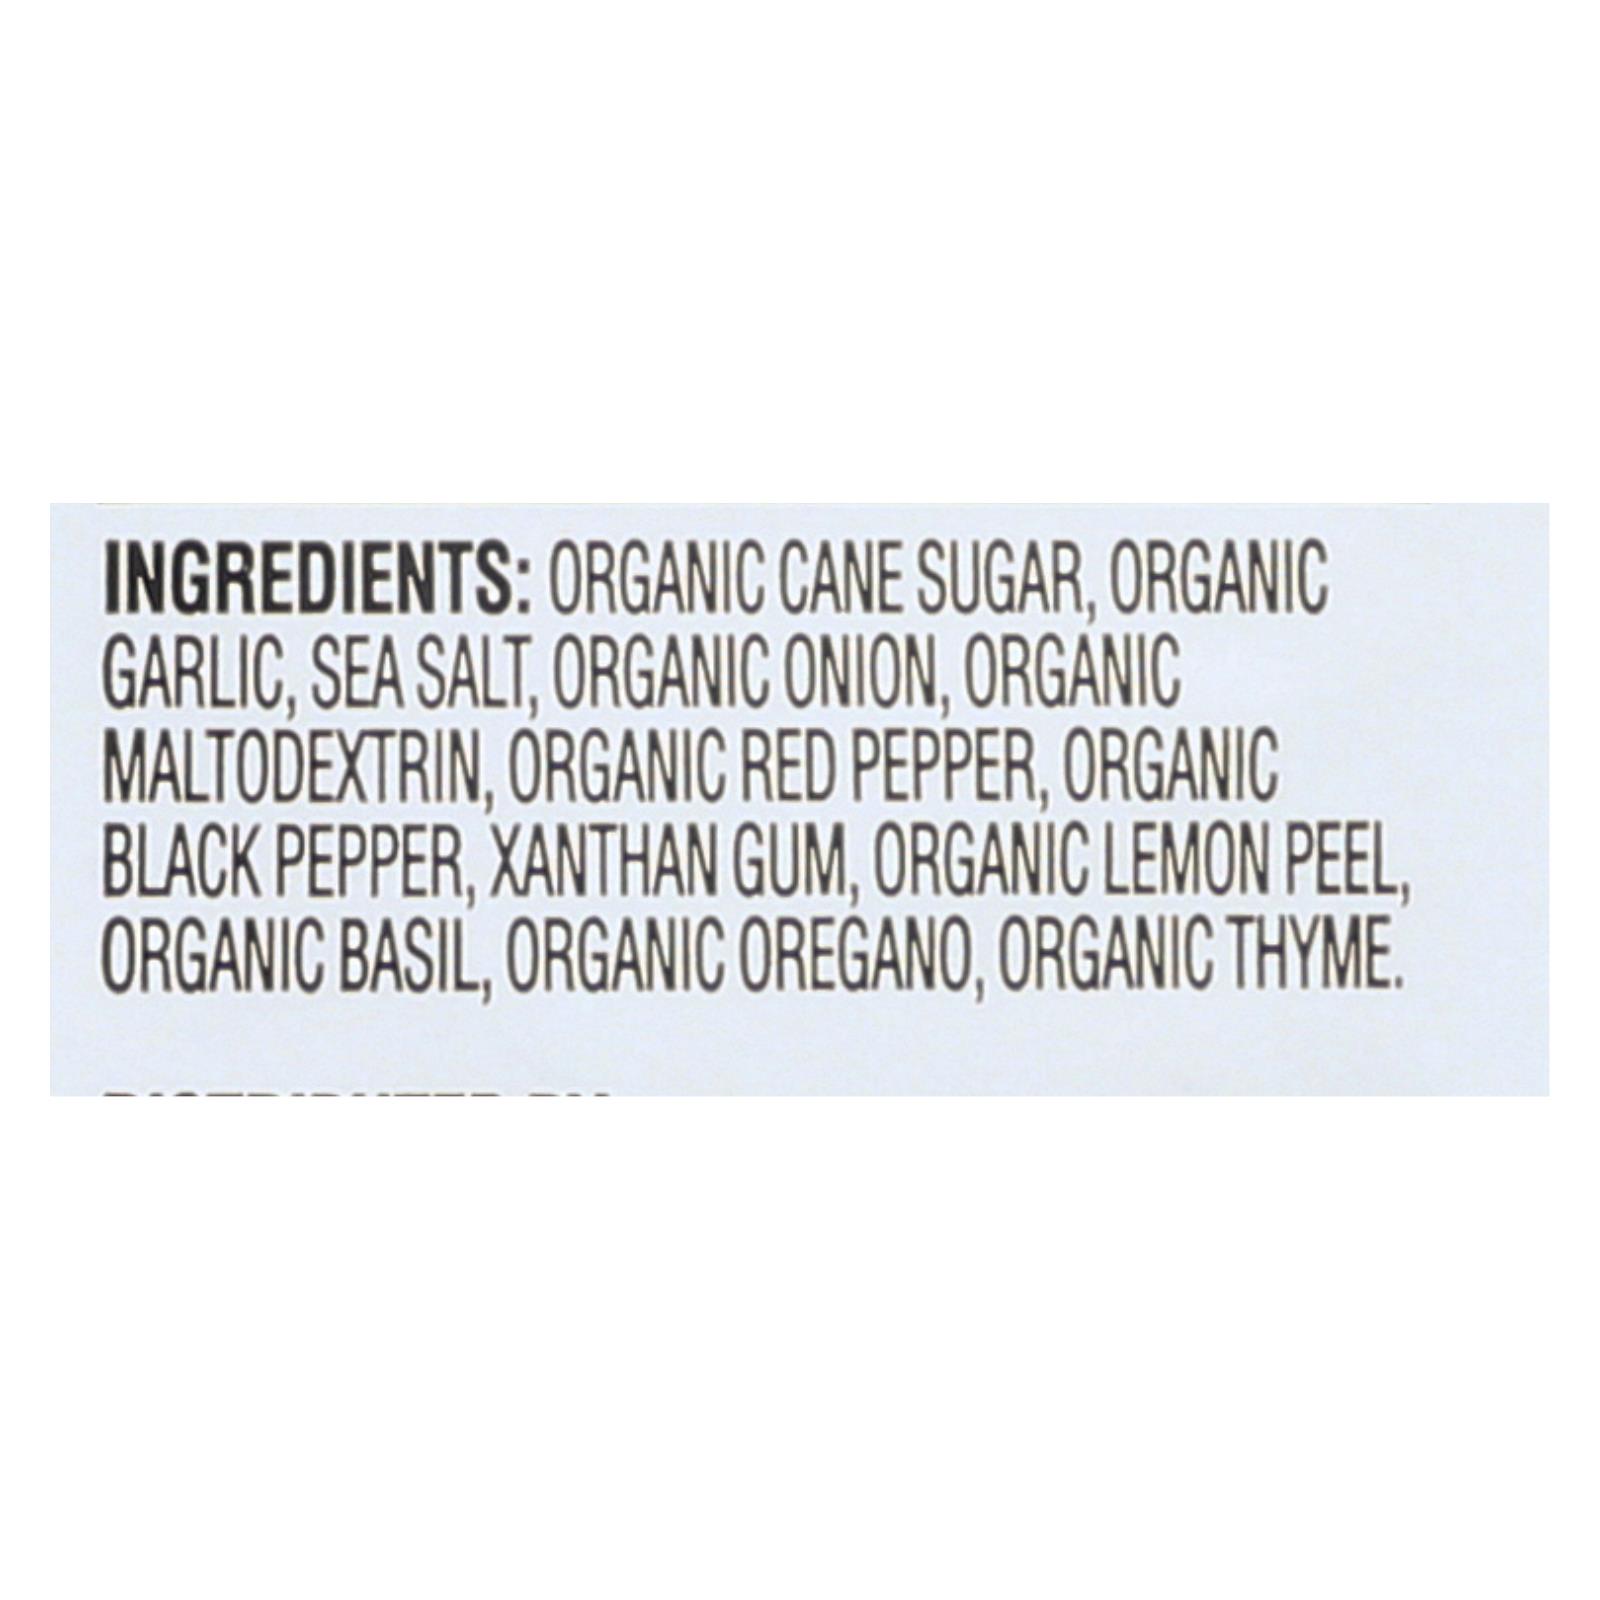 INGREDIENTS: ORGANIC CANE SUGAR, ORGANIC
GARLIC, SEA SALT, ORGANIC ONION, ORGANIC
MALTODEXTRIN, ORGANIC RED PEPPER, ORGANIC
BLACK PEPPER, XANTHAN GUM, ORGANIC LEMON PEEL,
ORGANIC BASIL, ORGANIC OREGANO, ORGANIC THYME.